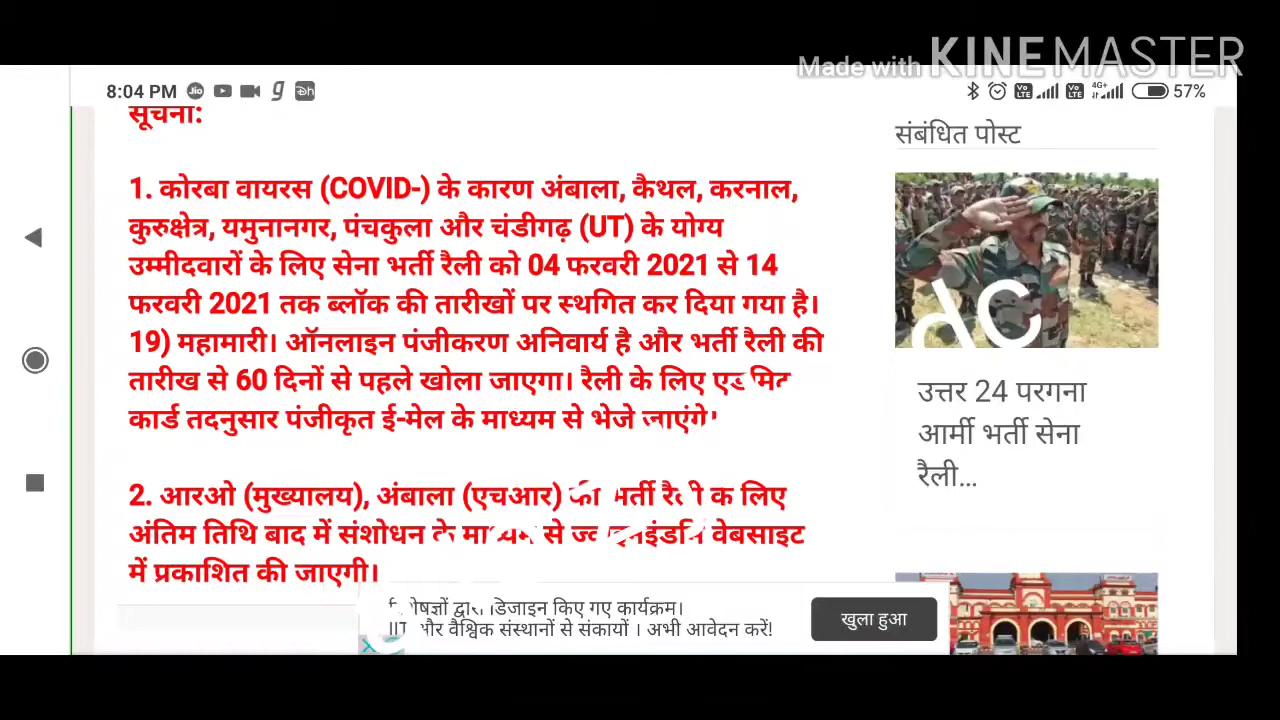 Made with KINEMASTER
8:04 PM
57%
सूचना:
1. कोरबा वायरस (COVID-) के कारण अंबाला, कैथल, करनाल,
कुरुक्षेत्र, यमुनानगर, पंचकुला और चंडीगढ़ (UT) के योग्य
उम्मीदवारों के लिए सेना भर्ती रैली को 04 फरवरी 2021 से 14
फरवरी 2021 तक ब्लॉक की तारीखों पर स्थगित कर दिया गया है।
19) महामारी। ऑनलाइन पंजीकरण अनिवार्य है और भर्ती रैली की
तारीख से 60 दिनों से पहले खोला जाएगा। रैली के लिए एडमिट
कार्ड तदनुसार पंजीकृत ई-मेल के माध्यम से भेजे जाएंगे।
2. आरओ (मुख्यालय), अंबाला (एचआर) की भर्ती रैली के लिए
अंतिम तिथि बाद में संशोधन के माध्यम से वेबसाइट
में प्रकाशित की जाएगी।
द्वारा डिजाइन किए गए कार्यक्रम।
और वैश्विक संस्थानों से संकायों । अभी आवेदन करें!
खुला हुआ
संबंधित पोस्ट
उत्तर 24 परगना
आर्मी भर्ती सेना
रैली...